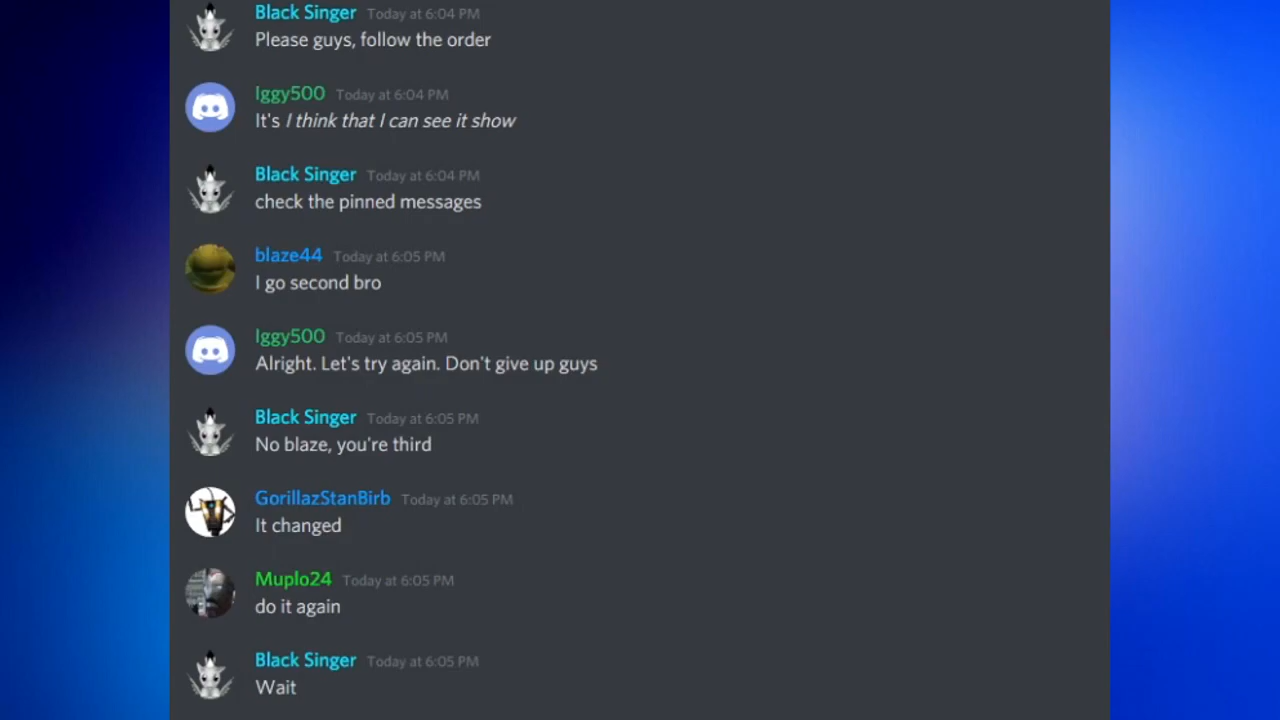 Black Singer Today at 6:04 PM
Please guys, follow the order
Iggy500 Today at 6:04 PM
It's I think that I can see it show
Black Singer Today at 6:04 PM
check the pinned messages
blaze44 Today at 6:05 PM
I go second bro
Iggy500 Today at 6:05 PM
Alright. Let's try again. Don't give up guys
Black Singer Today at 6:05 PM
No blaze, you're third
GorillazStanBirb Today at 6:05 PM
It changed
Muplo24 Today at 6:05 PM
do it again
Black Singer Today at 6:05 PM
Wait